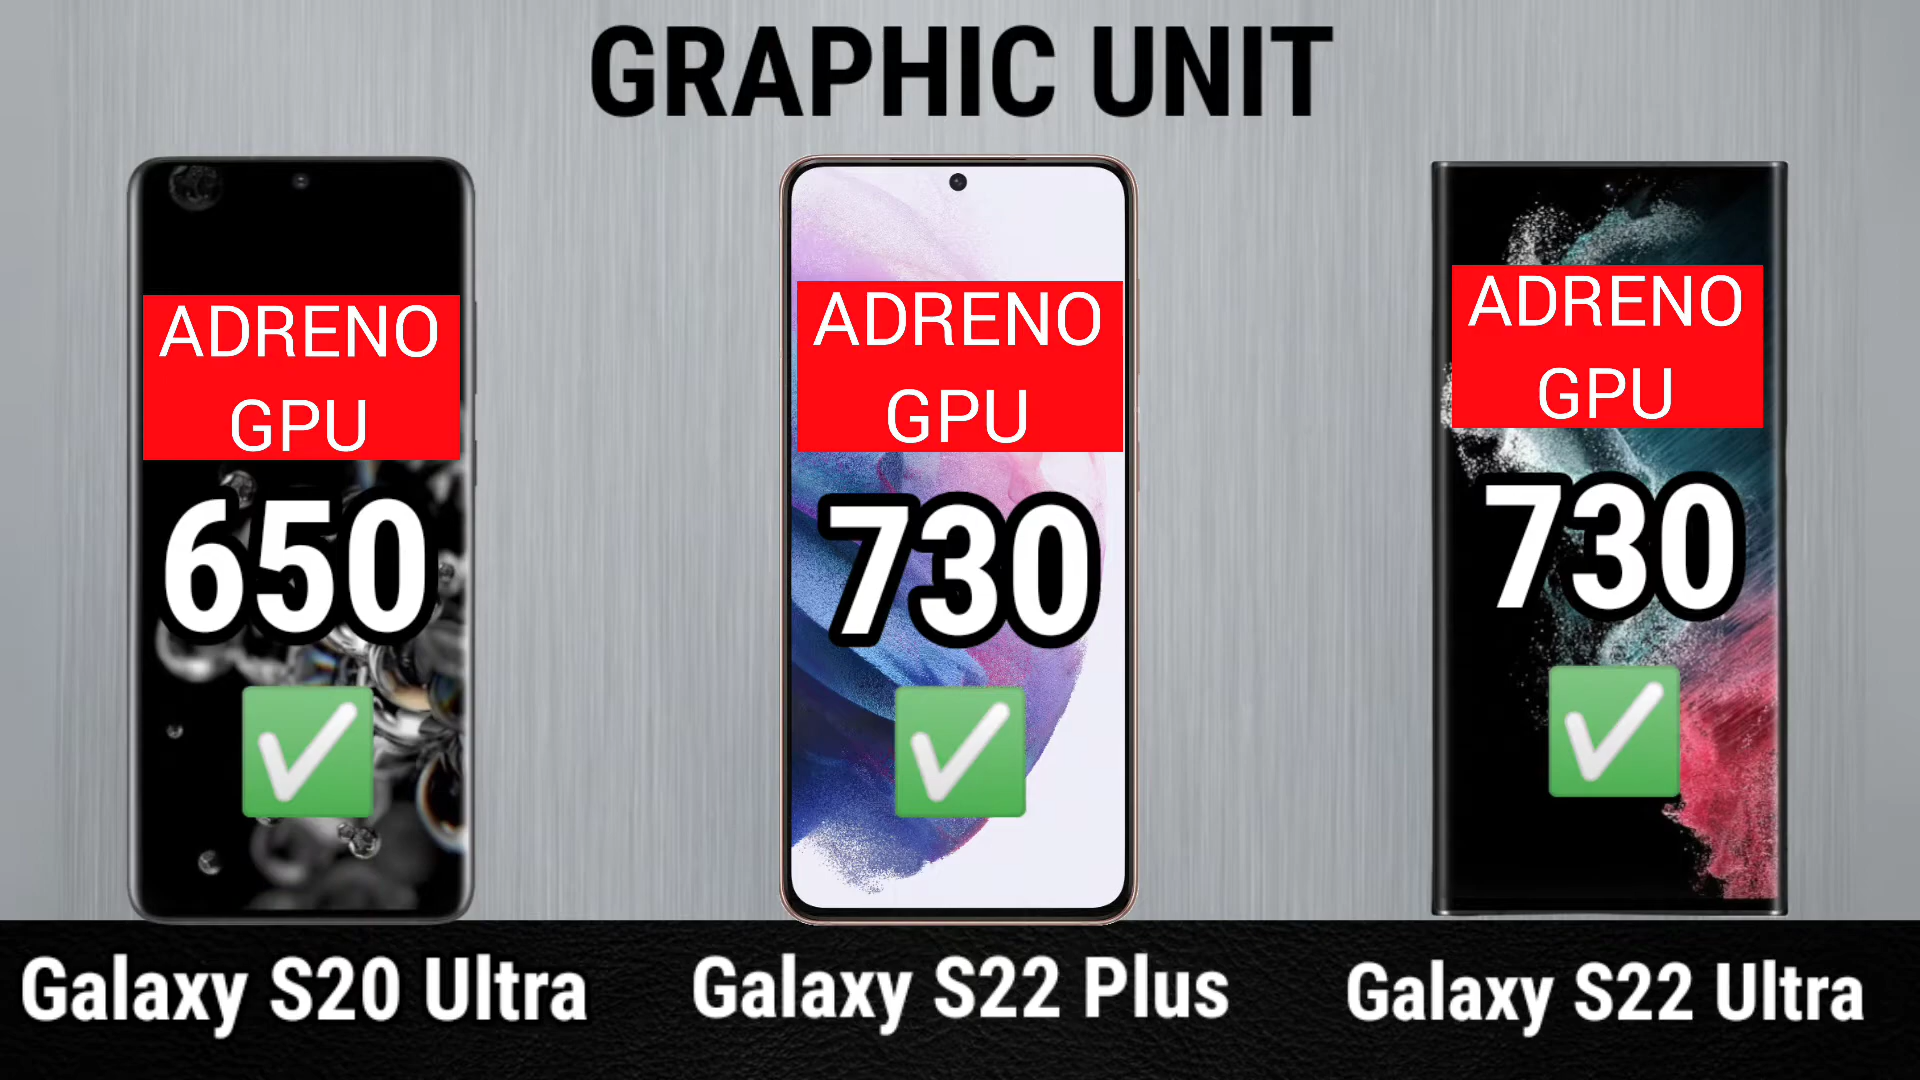 GRAPHIC UNIT
ADRENO
GPU
650
Galaxy S20 Ultra
ADRENO
GPU
730
Galaxy S22 Plus
ADRENO
GPU
730
Galaxy S22 Ultra